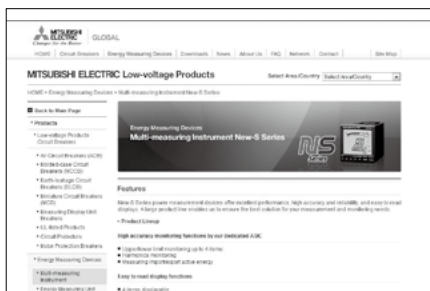 MITSUBISHI ELECTRIC
Changes for the Better
GLOBAL
HOME | Circuit Breakers | Energy Measuring Devices | Downloads | News | About Us | FAQ | Network | Contact | Site Map
MITSUBISHI ELECTRIC Low-voltage Products
Select Area/Country Select Area/Country
HOME > Energy Measuring Devices > Multi-measuring Instrument New-S Series
Back to Main Page
Products
Low-voltage Products
Circuit Breakers
Air Circuit Breakers (ACB)
Molded-case Circuit
Breakers (MCCB)
Earth-leakage Circuit
Breakers (ELCB)
Miniature Circuit Breakers
(MCB)
Measuring Display Unit
Breakers
UL listed Products
Circuit Protectors
Motor Protection Breakers
Energy Measuring Devices
Multi-measuring
Instrument
Energy Measuring Unit
Energy Measuring Devices
Multi-measuring Instrument New-S Series
NS
Series
Features
New-S Series power measurement devices offer excellent performance, high accuracy and reliability, and easy to read
displays. A large product line enables us to ensure the best solution for your measurement and monitoring needs.
Product Lineup
High accuracy monitoring functions by our dedicated ASIC
Upper/lower limit monitoring up to 4 items
Harmonics monitoring
Measuring import/export active energy
Easy to read display functions
4 items displayable